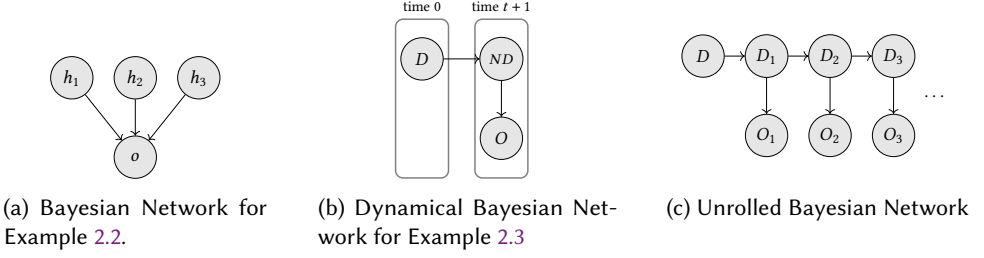 time 0 time t + 1
h1 h2 h3
o
D ND
O
D D1 D2 D3
...
O1 O2 O3
(a) Bayesian Network for
Example 2.2.
(b) Dynamical Bayesian Net-
work for Example 2.3
(c) Unrolled Bayesian Network